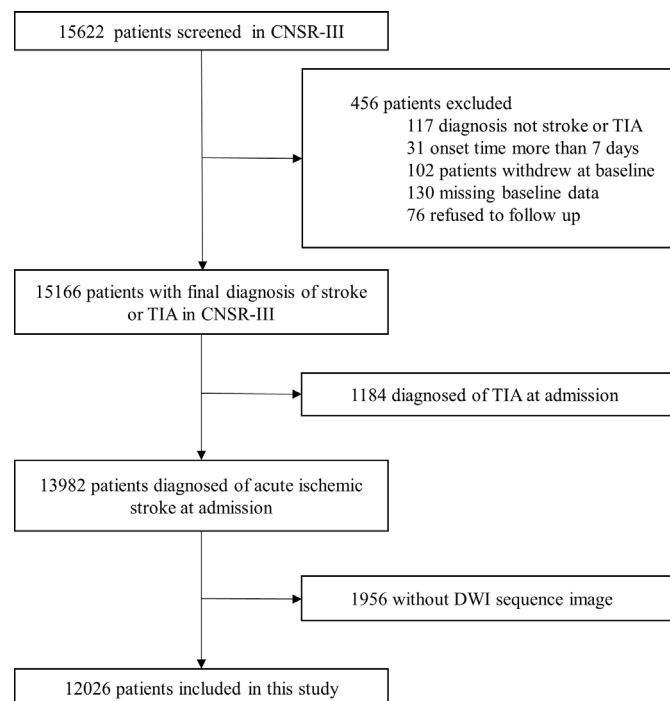 15622 patients screened in CNSR-III
456 patients excluded
117 diagnosis not stroke or TIA
31 onset time more than 7 days
102 patients withdrew at baseline
130 missing baseline data
76 refused to follow up
15166 patients with final diagnosis of stroke
or TIA in CNSR-III
1184 diagnosed of TIA at admission
13982 patients diagnosed of acute ischemic
stroke at admission
1956 without DWI sequence image
12026 patients included in this study